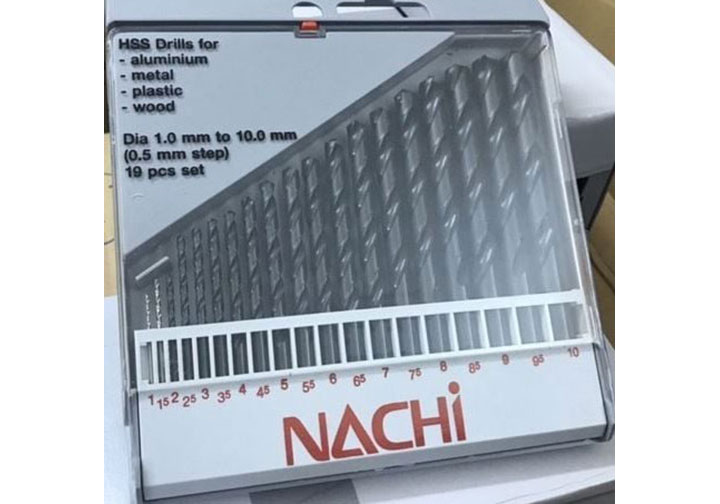 HSS Drills for
- aluminium
- metal
- plastic
- wood
Dia 1.0 mm to 10.0 mm
(0.5 mm step)
19 pcs set
1 15 2 25 3 35 4 45 5 55 6 65 7 75 8 85 9 95 10
NACHi